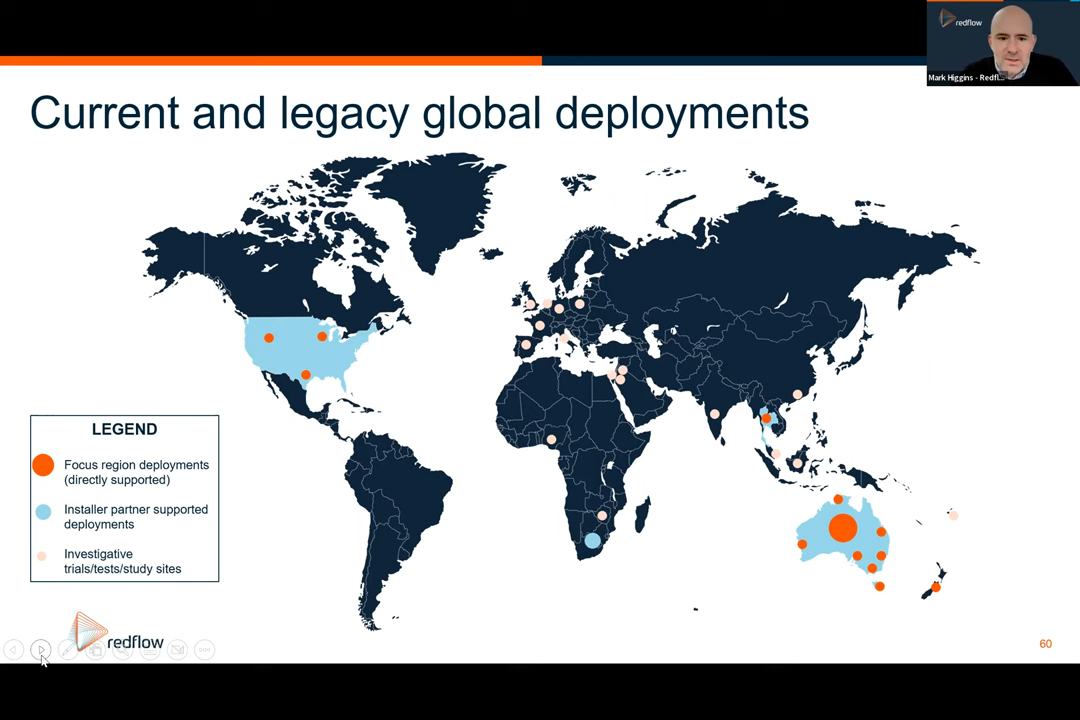 redflow
Mark Higgins - Redfl...
Current and legacy global deployments
LEGEND
Focus region deployments
(directly supported)
Installer partner supported
deployments
Investigative
trials/tests/study sites
redflow
60